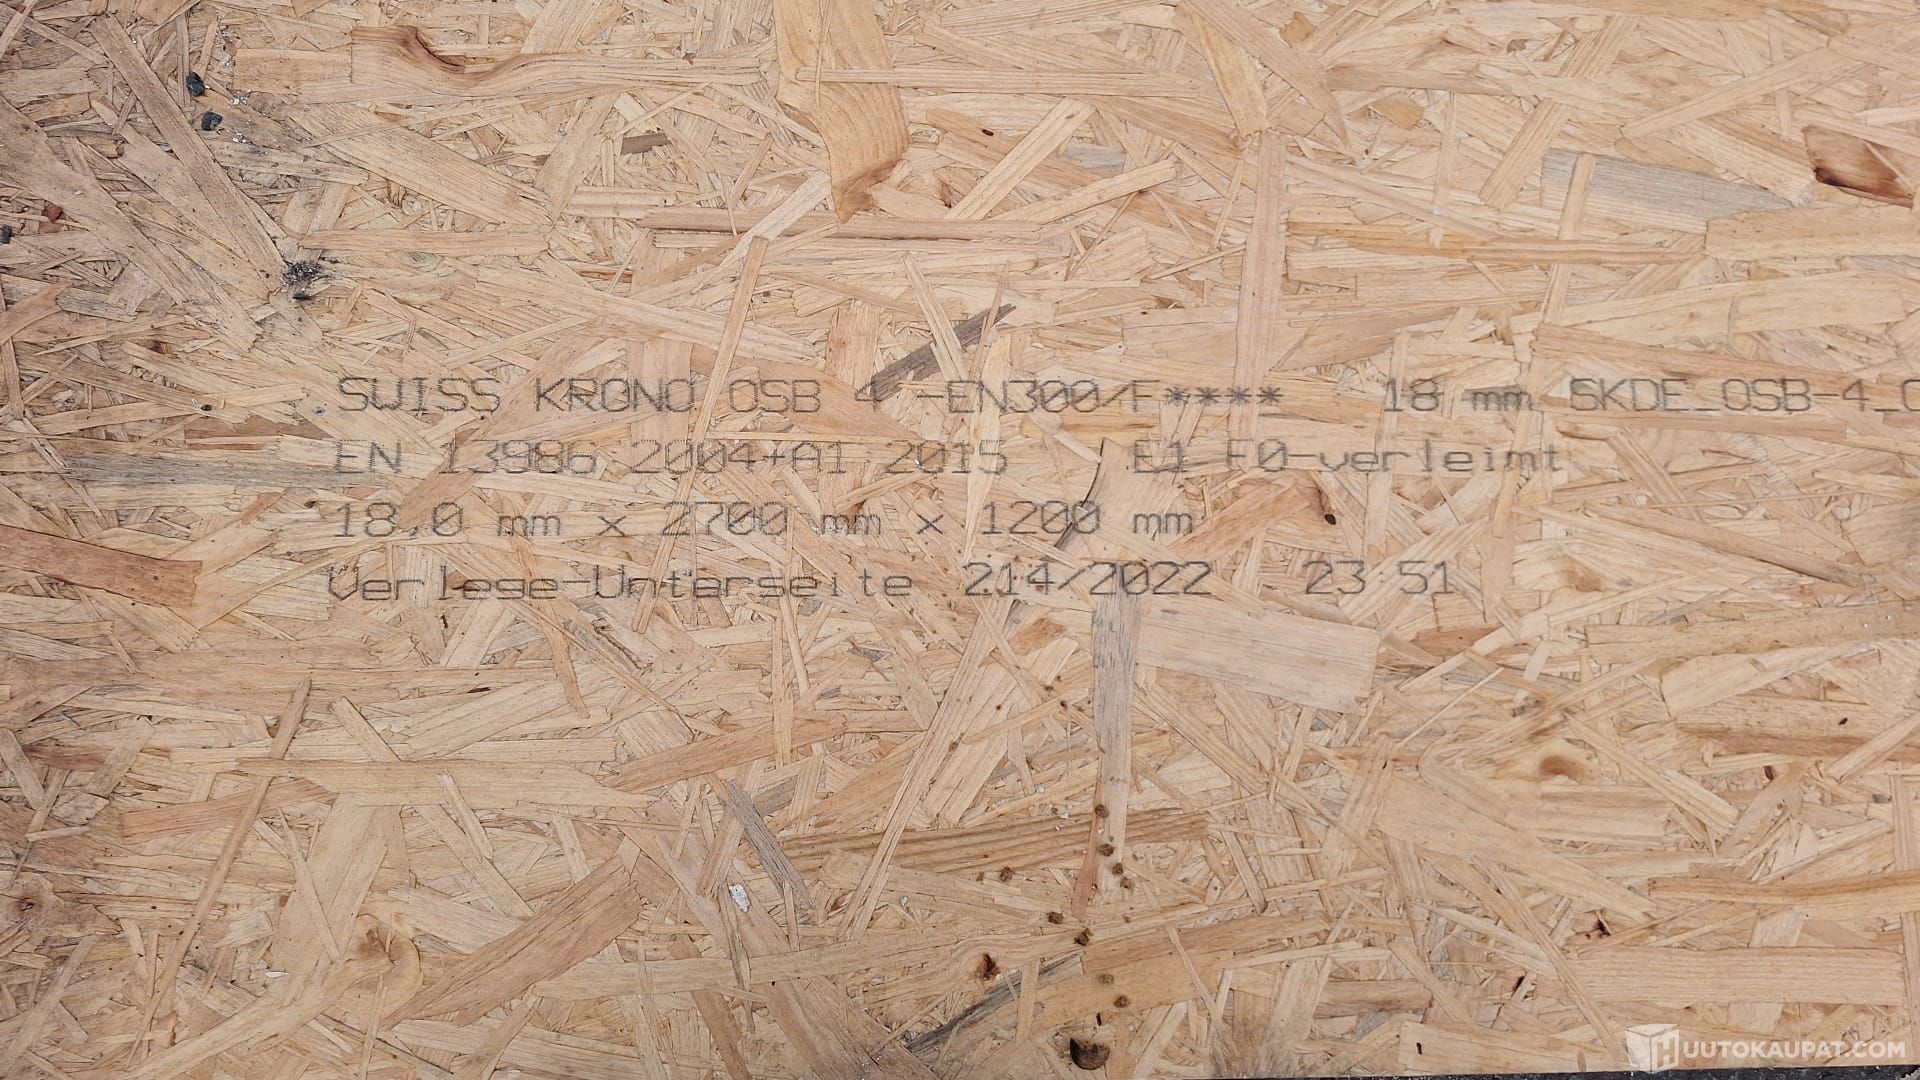 SWISS KRONO OSB 4 -EN300/F**** 18 mm SKDE_OSB-4_
EN 13986 2004+A1 2015 E1 F0-verleimt
18,0 mm x 2700 mm x 1200 mm
Verlege-Unterseite 214/2022 23 51
HUUTOKAUPAT.COM